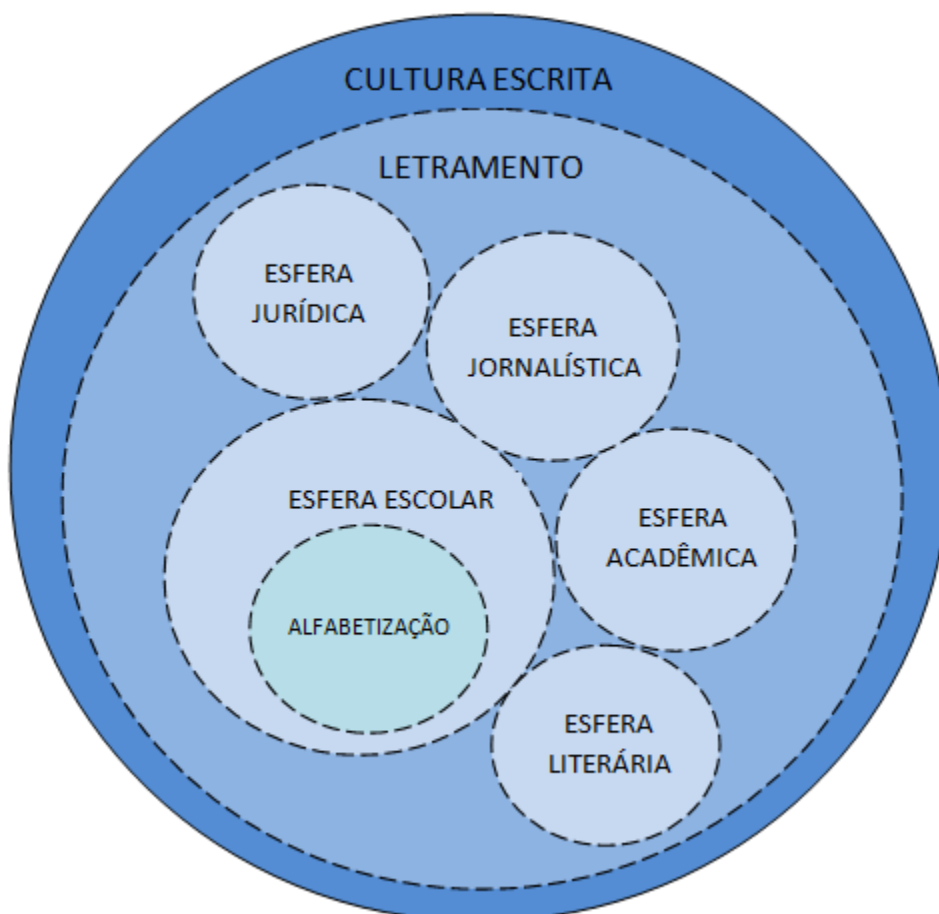 CULTURA ESCRITA
LETRAMENTO
ESFERA
JURÍDICA
ESFERA
JORNALÍSTICA
ESFERA ESCOLAR
ESFERA
ACADÊMICA
ALFABETIZAÇÃO
ESFERA
LITERÁRIA